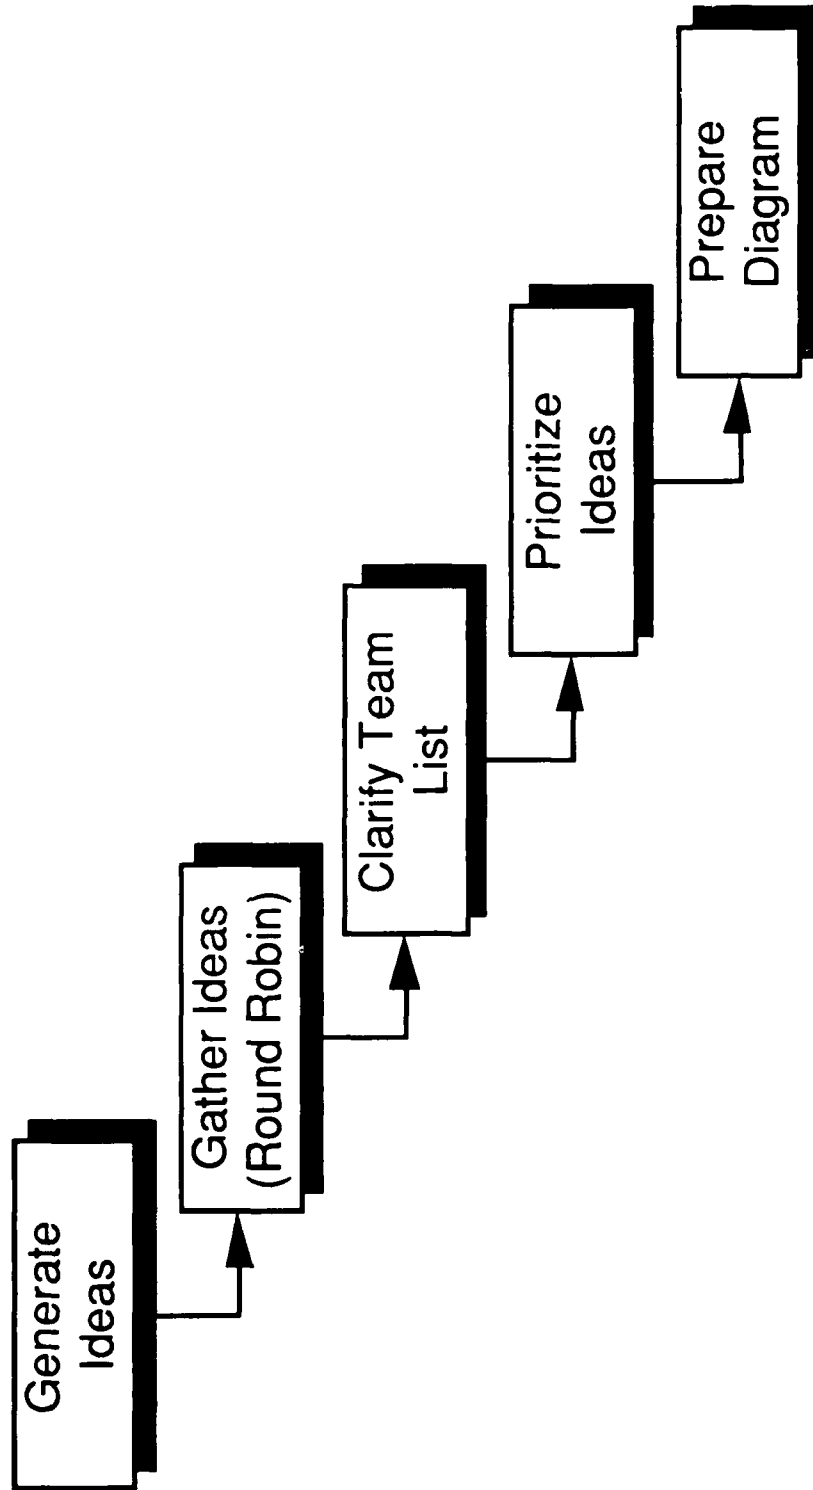 Generate
Ideas
Gather Ideas
(Round Robin)
Clarify Team
List
Prioritize
Ideas
Prepare
Diagram